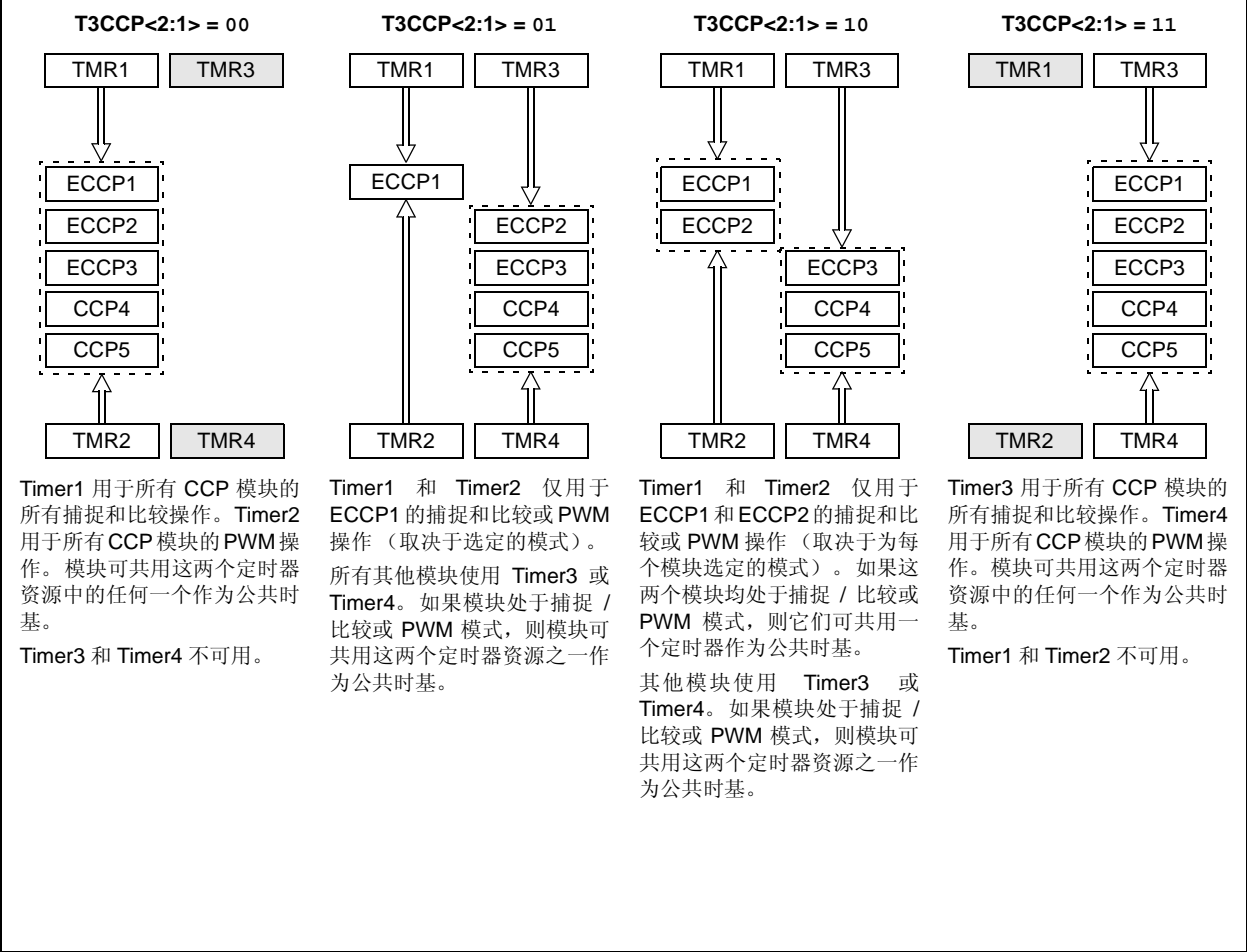 T3CCP<2:1> = 00
TMR1 TMR3
ECCP1
ECCP2
ECCP3
CCP4
CCP5
TMR2 TMR4
Timer1 用于所有 CCP 模块的
所有捕捉和比较操作。Timer2
用于所有 CCP 模块的 PWM 操
作。模块可共用这两个定时器
资源中的任何一个作为公共时
基。
Timer3 和 Timer4 不可用。
T3CCP<2:1> = 01
TMR1 TMR3
ECCP1
ECCP2
ECCP3
CCP4
CCP5
TMR2 TMR4
Timer1 和 Timer2 仅用于
ECCP1 的捕捉和比较或 PWM
操作 （取决于选定的模式）。
所有其他模块使用 Timer3 或
Timer4。如果模块处于捕捉 /
比较或 PWM 模式，则模块可
共用这两个定时器资源之一作
为公共时基。
T3CCP<2:1> = 10
TMR1 TMR3
ECCP1
ECCP2
ECCP3
CCP4
CCP5
TMR2 TMR4
Timer1 和 Timer2 仅用于
ECCP1 和 ECCP2 的捕捉和比
较或 PWM 操作 （取决于为每
个模块选定的模式）。如果这
两个模块均处于捕捉 / 比较或
PWM 模式，则它们可共用一
个定时器作为公共时基。
其他模块使用 Timer3 或
Timer4。如果模块处于捕捉 /
比较或 PWM 模式，则模块可
共用这两个定时器资源之一作
为公共时基。
T3CCP<2:1> = 11
TMR1 TMR3
ECCP1
ECCP2
ECCP3
CCP4
CCP5
TMR2 TMR4
Timer3 用于所有 CCP 模块的
所有捕捉和比较操作。Timer4
用于所有 CCP 模块的 PWM 操
作。模块可共用这两个定时器
资源中的任何一个作为公共时
基。
Timer1 和 Timer2 不可用。